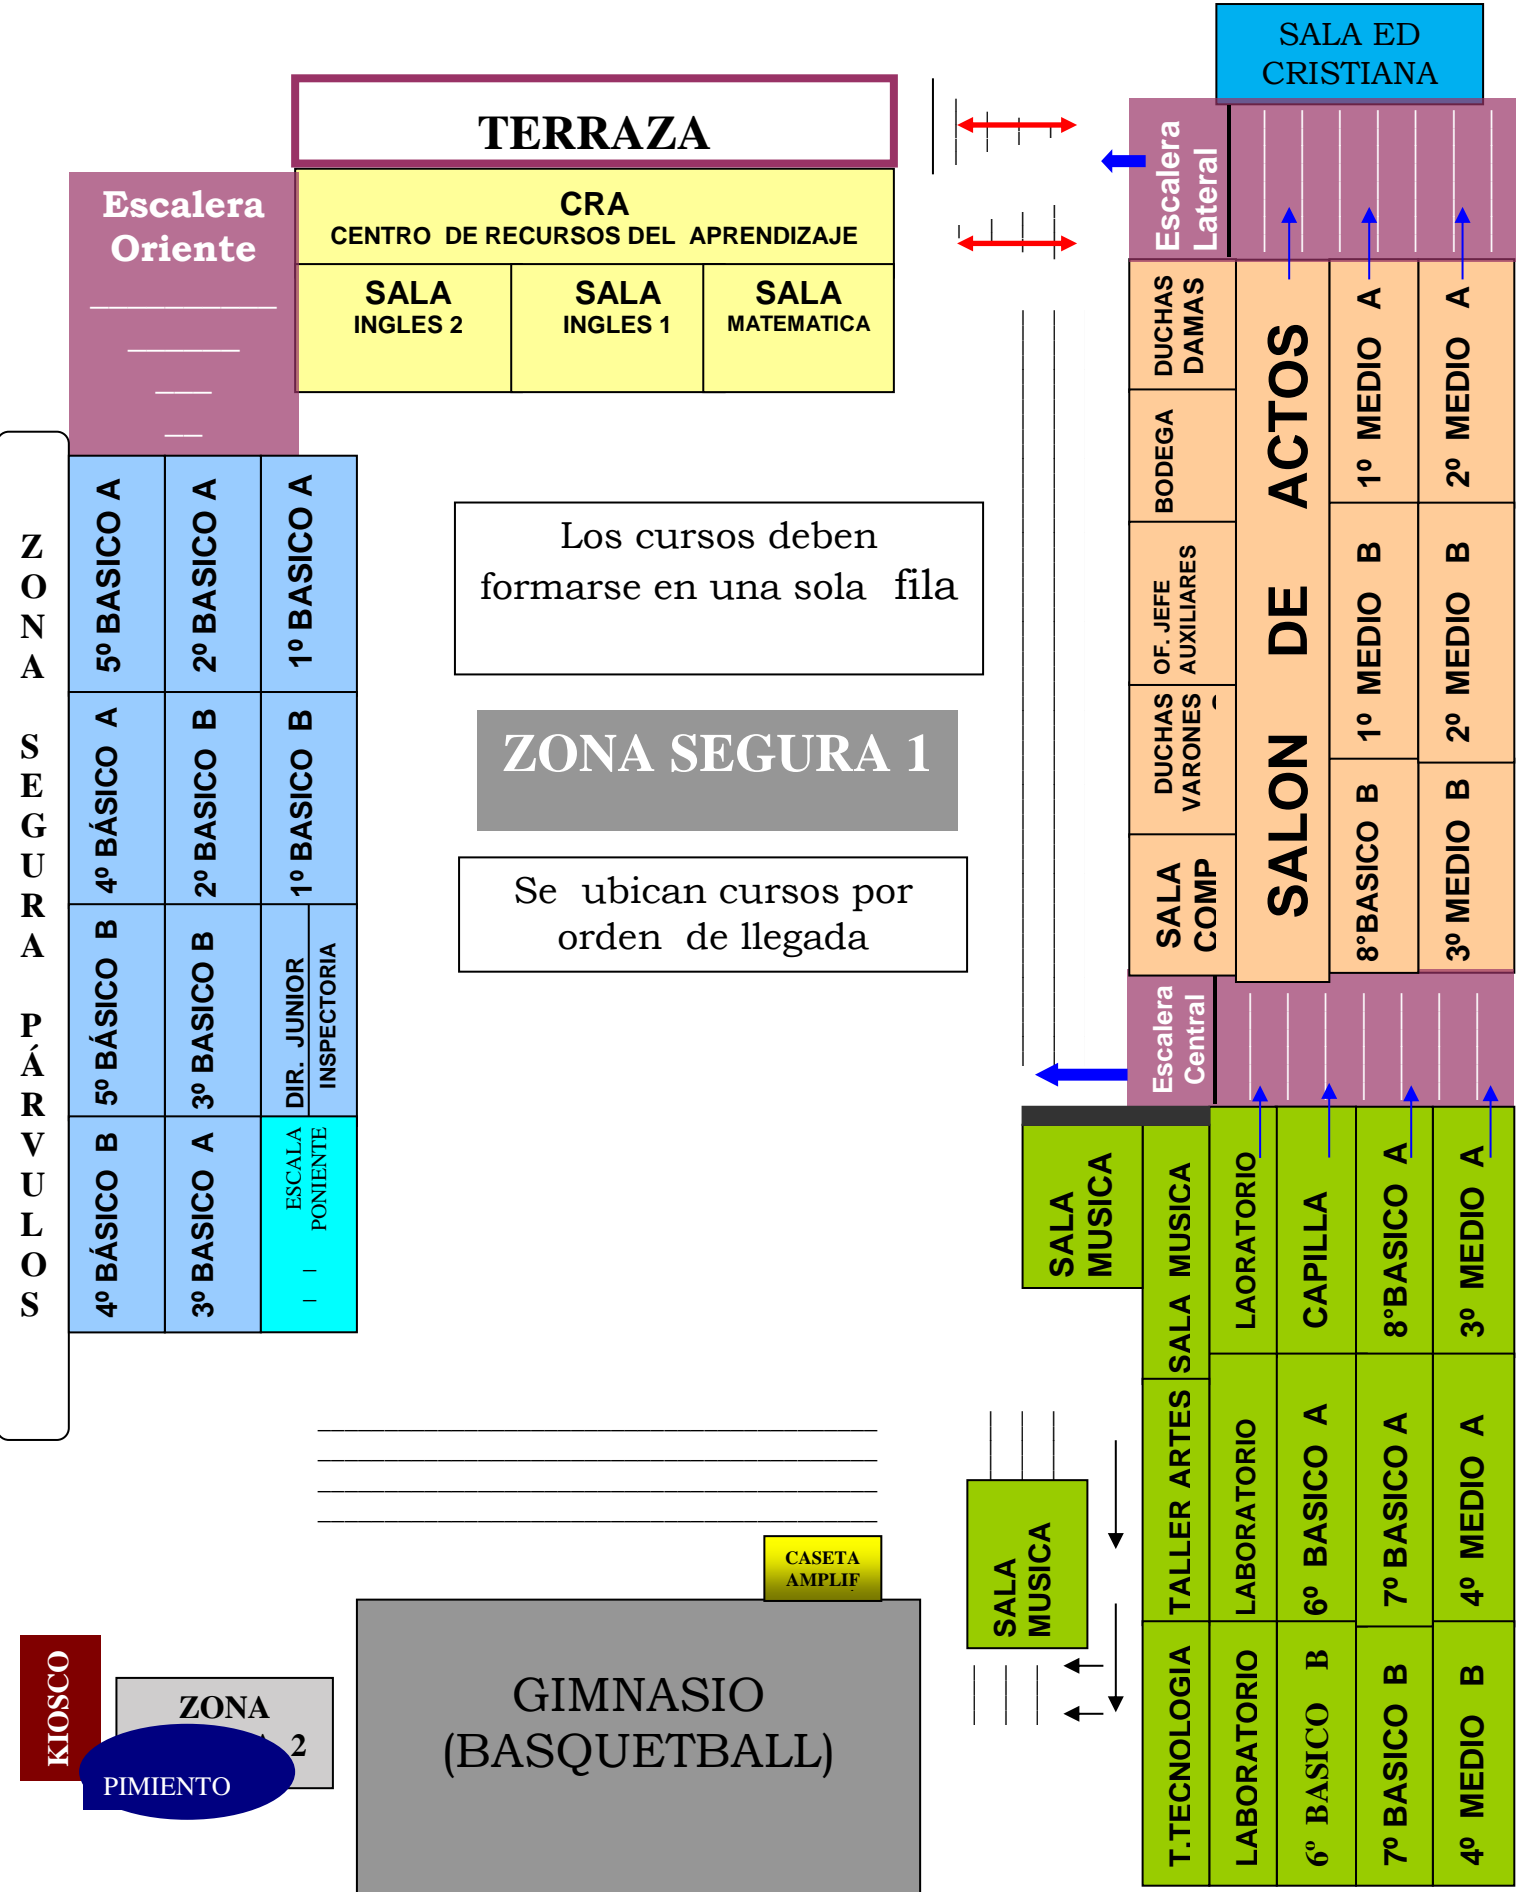 SALA ED
CRISTIANA
TERRAZA
Escalera
Oriente
CRA
CENTRO DE RECURSOS DEL APRENDIZAJE
SALA
INGLES 2
SALA
INGLES 1
SALA
MATEMATICA
Escalera
Lateral
DUCHAS
DAMAS
BODEGA
OF. JEFE
AUXILIARES
DUCHAS
VARONES
SALA
COMP
SALON DE ACTOS
1º MEDIO A
2º MEDIO A
1º MEDIO B
2º MEDIO B
8°BASICO B
3º MEDIO B
ZONA SEGURA PÁRVULOS
5º BASICO A
2º BASICO A
1º BASICO A
4º BÁSICO A
2º BASICO B
1º BASICO B
5º BÁSICO B
3º BASICO B
DIR. JUNIOR
INSPECTORIA
4º BÁSICO B
3º BASICO A
ESCALA
PONIENTE
Los cursos deben
formarse en una sola fila
ZONA SEGURA 1
Se ubican cursos por
orden de llegada
Escalera
Central
SALA
MUSICA
SALA MUSICA
LAORATORIO
CAPILLA
8°BASICO A
3º MEDIO A
TALLER ARTES
LABORATORIO
6º BASICO A
7º BASICO A
4º MEDIO A
T.TECNOLOGIA
LABORATORIO
6º BASICO B
7º BASICO B
4º MEDIO B
SALA
MUSICA
CASETA
AMPLIF
GIMNASIO
(BASQUETBALL)
KIOSCO
ZONA
2
PIMIENTO